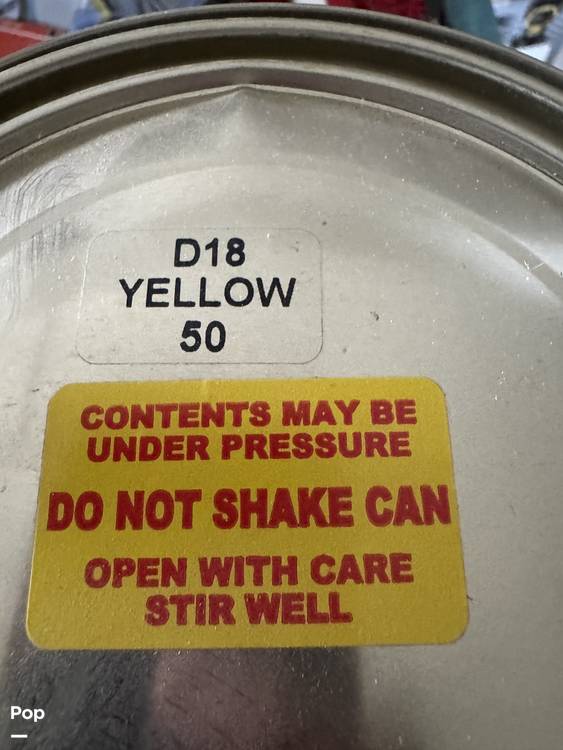 D18
YELLOW
50
CONTENTS MAY BE
UNDER PRESSURE
DO NOT SHAKE CAN
OPEN WITH CARE
STIR WELL
Pop